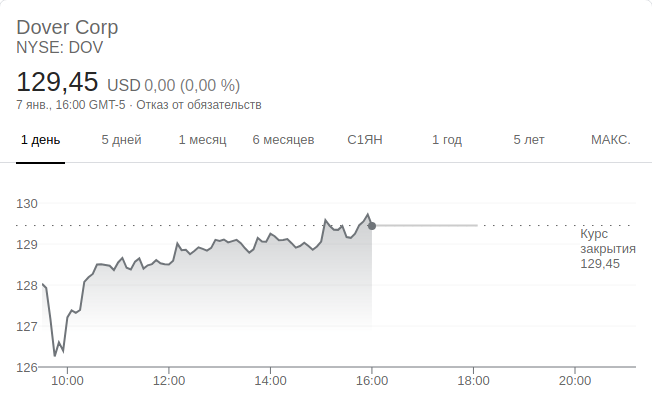 Dover Corp
NYSE: DOV
129,45 USD 0,00 (0,00 %)
7 янв., 16:00 GMT-5 · Отказ от обязательств
1 день 5 дней 1 месяц 6 месяцев С1ЯН 1 год 5 лет МАКС.
130
129
128
127
126
Курс
закрытия
129,45
10:00 12:00 14:00 16:00 18:00 20:00